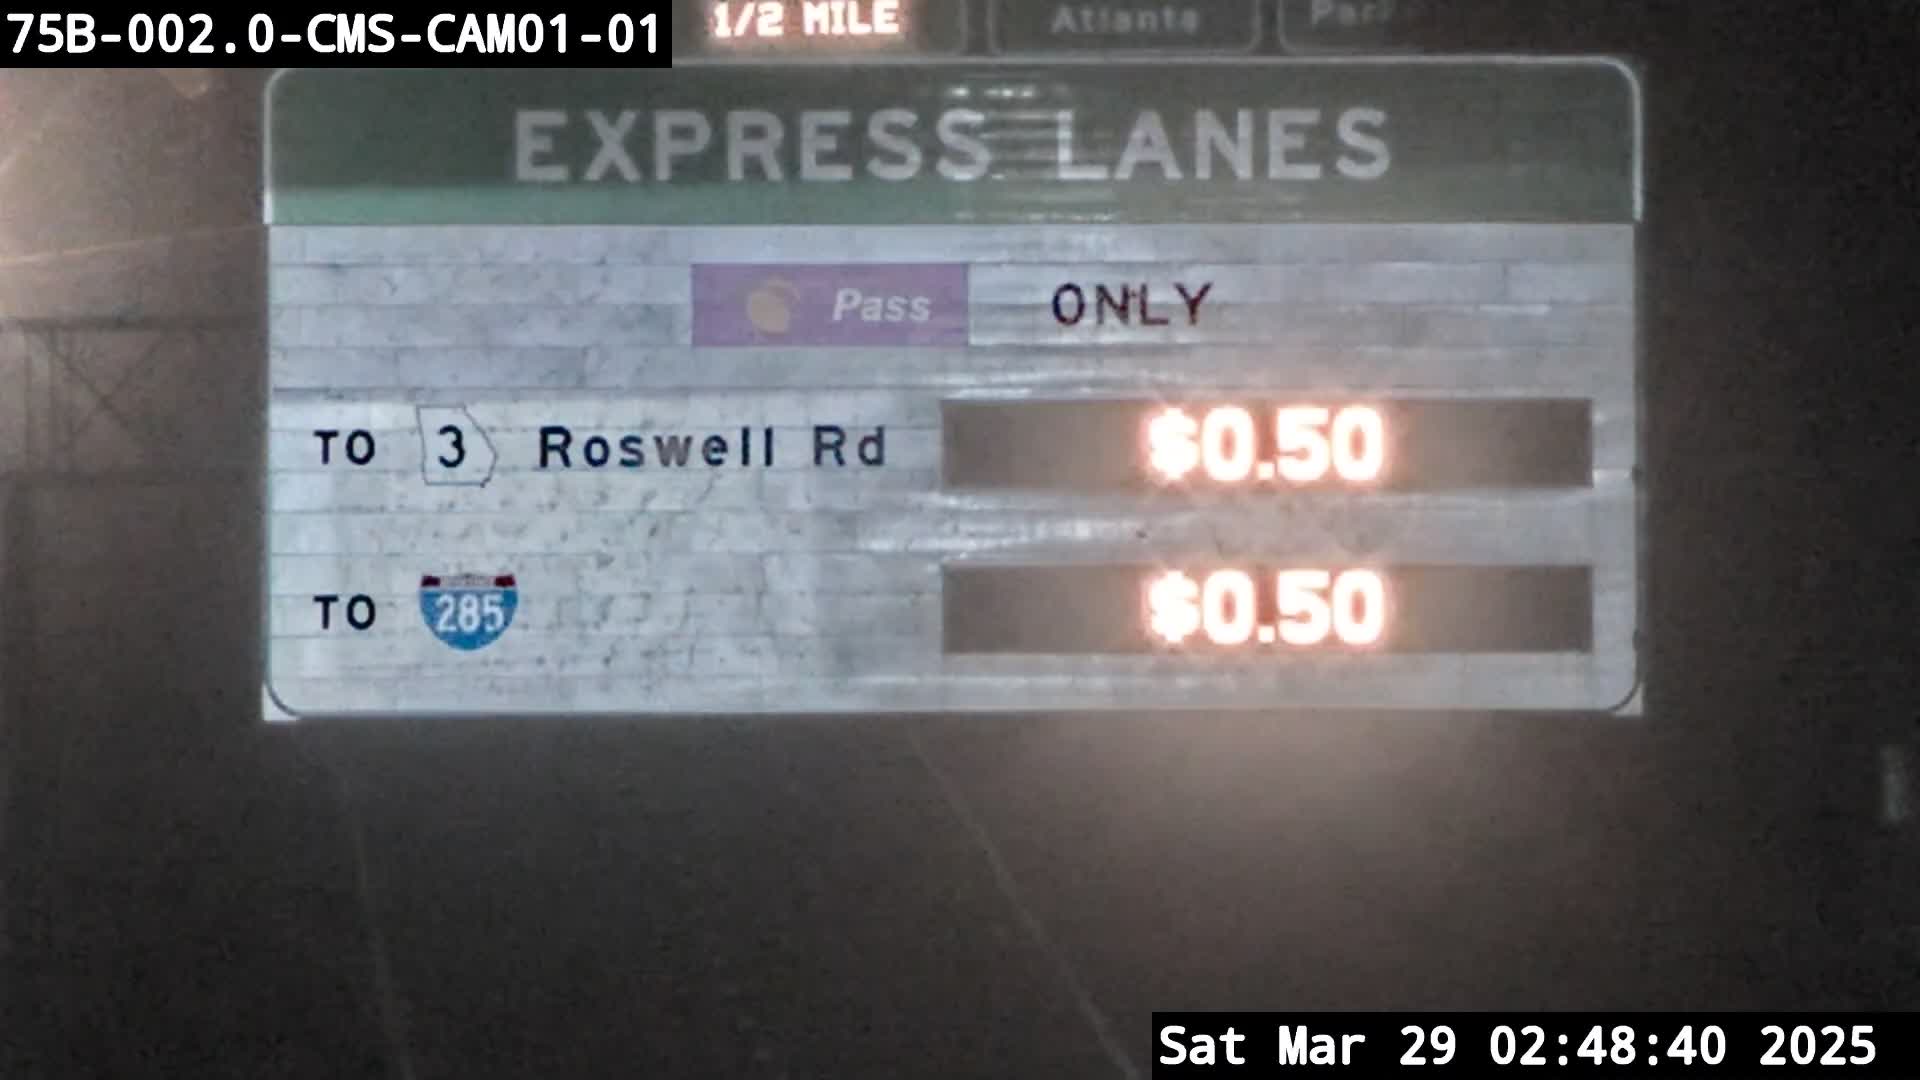 75B-002.0-CMS-CAM01-01
1/2 MILE
Atlanta
EXPRESS LANES
Pass ONLY
TO 3 Roswell Rd $0.50
TO 285 $0.50
Sat Mar 29 02:48:40 2025